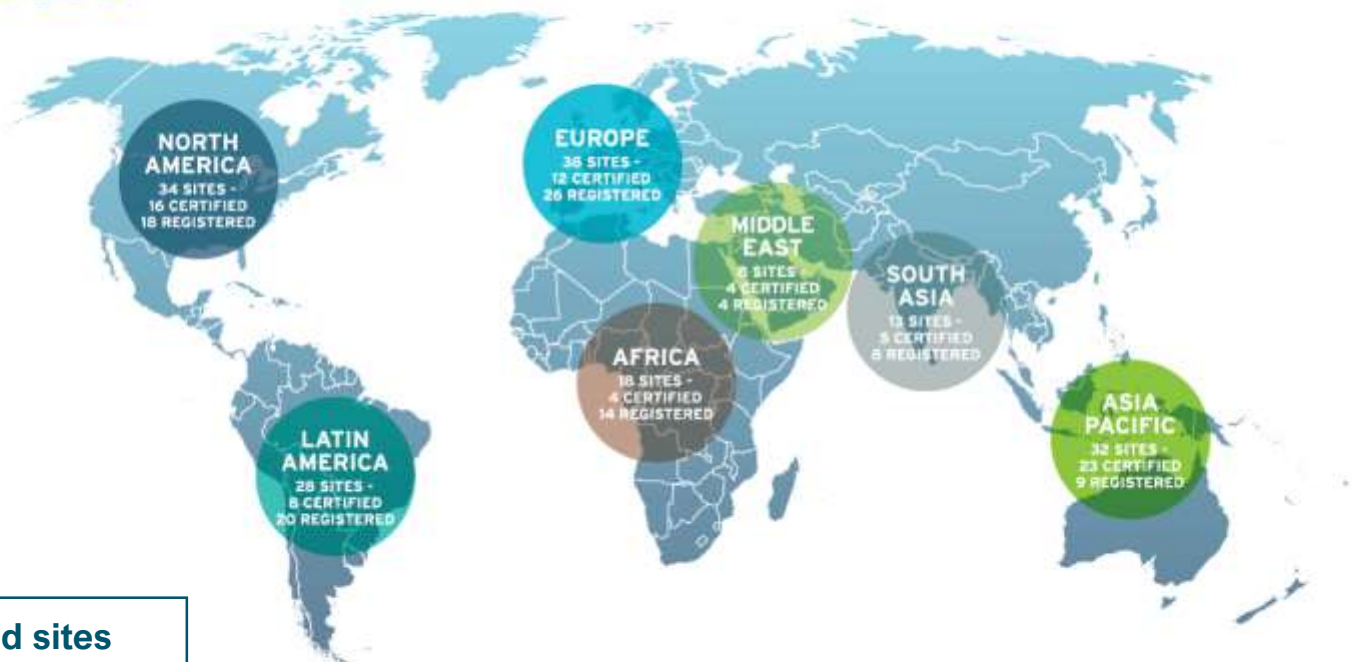 NORTH
AMERICA
34 SITES -
16 CERTIFIED
18 REGISTERED
EUROPE
38 SITES -
12 CERTIFIED
26 REGISTERED
MIDDLE
EAST
8 SITES -
4 CERTIFIED
4 REGISTERED
SOUTH
ASIA
13 SITES -
5 CERTIFIED
8 REGISTERED
AFRICA
18 SITES -
4 CERTIFIED
14 REGISTERED
ASIA
PACIFIC
32 SITES -
23 CERTIFIED
9 REGISTERED
LATIN
AMERICA
28 SITES -
8 CERTIFIED
20 REGISTERED
d sites